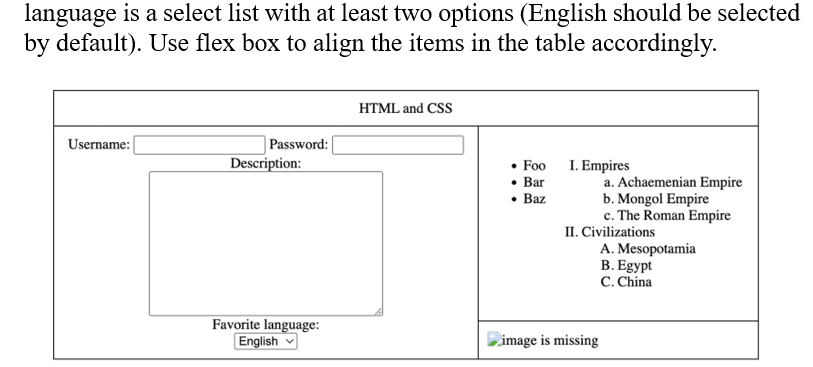 language is a select list with at least two options (English should be selected
by default). Use flex box to align the items in the table accordingly.
HTML and CSS
Username: Password:
Description:
Favorite language:
English
• Foo
• Bar
• Baz
I. Empires
a. Achaemenian Empire
b. Mongol Empire
c. The Roman Empire
II. Civilizations
A. Mesopotamia
B. Egypt
C. China
image is missing